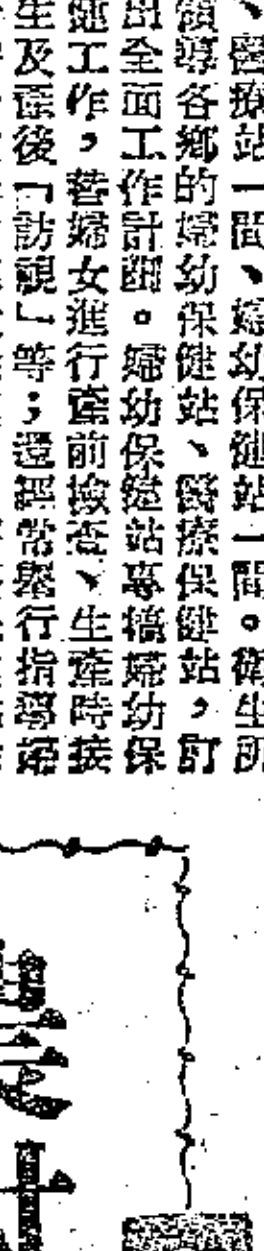 、醫療站一間、婦幼保健站一間。衛生所
領導各鄉的婦幼保健站、醫療保健站，訂
出全面工作計劃。婦幼保健站專搞婦幼保
健工作，替婦女進行產前檢查、生產時接
生及產後「訪視」等；還經常舉行指導